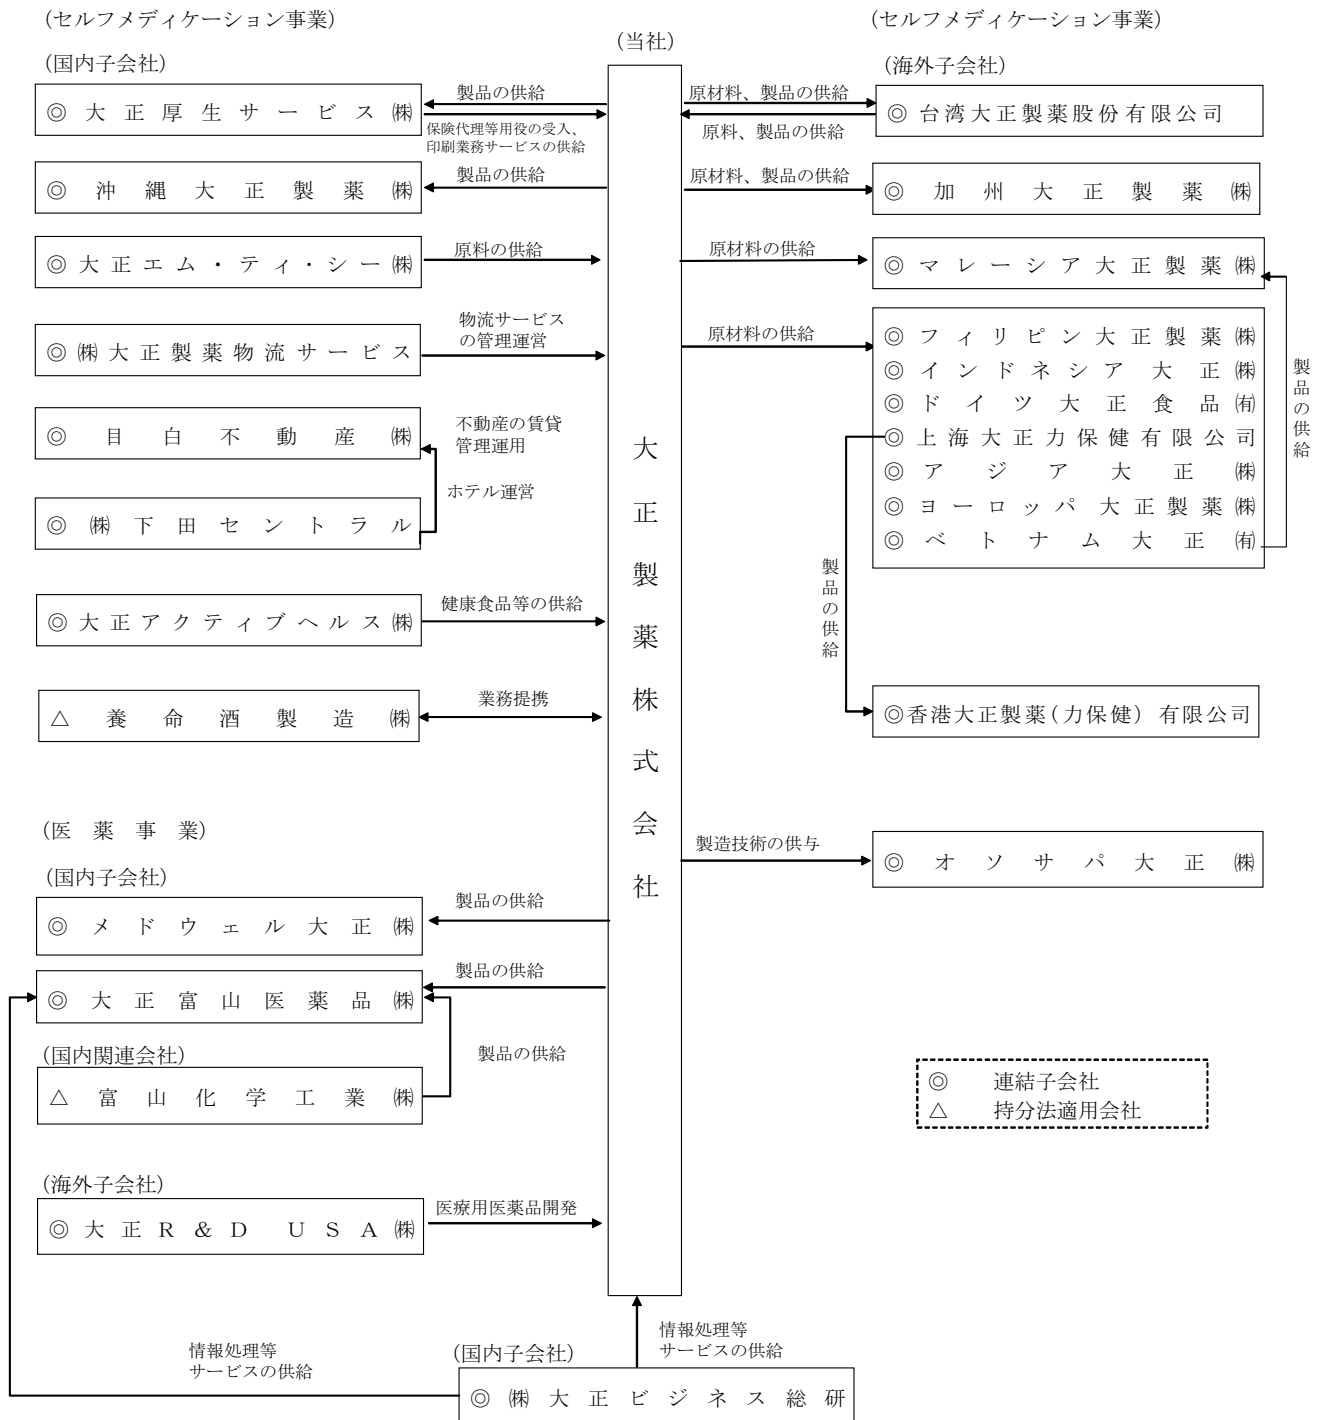 (セルフメディケーション事業)
(国内子会社)
◎ 大正厚生サービス㈱
製品の供給
保険代理等用役の受入、
印刷業務サービスの供給
◎ 沖縄大正製薬㈱
製品の供給
◎ 大正エム・ティ・シー㈱
原料の供給
◎ ㈱大正製薬物流サービス
物流サービス
の管理運営
◎ 目白不動産㈱
不動産の賃貸
管理運用
ホテル運営
◎ ㈱下田セントラル
◎ 大正アクティブヘルス㈱
健康食品等の供給
△ 養命酒製造㈱
業務提携
(医薬事業)
(国内子会社)
◎ メドウェル大正㈱
製品の供給
◎ 大正富山医薬品㈱
製品の供給
(国内関連会社)
△ 富山化学工業㈱
製品の供給
(海外子会社)
◎ 大正R&D USA㈱
医療用医薬品開発
(当社)
大正製薬株式会社
(セルフメディケーション事業)
(海外子会社)
原材料、製品の供給
◎ 台湾大正製薬股份有限公司
原料、製品の供給
原材料、製品の供給
◎ 加州大正製薬㈱
原材料の供給
◎ マレーシア大正製薬㈱
原材料の供給
◎ フィリピン大正製薬㈱
◎ インドネシア大正㈱
◎ ドイツ大正食品㈲
◎ 上海大正力保健有限公司
◎ アジア大正㈱
◎ ヨーロッパ大正製薬㈱
◎ ベトナム大正㈲
製品の供給
製品の供給
◎香港大正製薬(力保健)有限公司
製造技術の供与
◎ オソサパ大正㈱
◎ 連結子会社
△ 持分法適用会社
情報処理等
サービスの供給
情報処理等
サービスの供給
(国内子会社)
◎ ㈱大正ビジネス総研